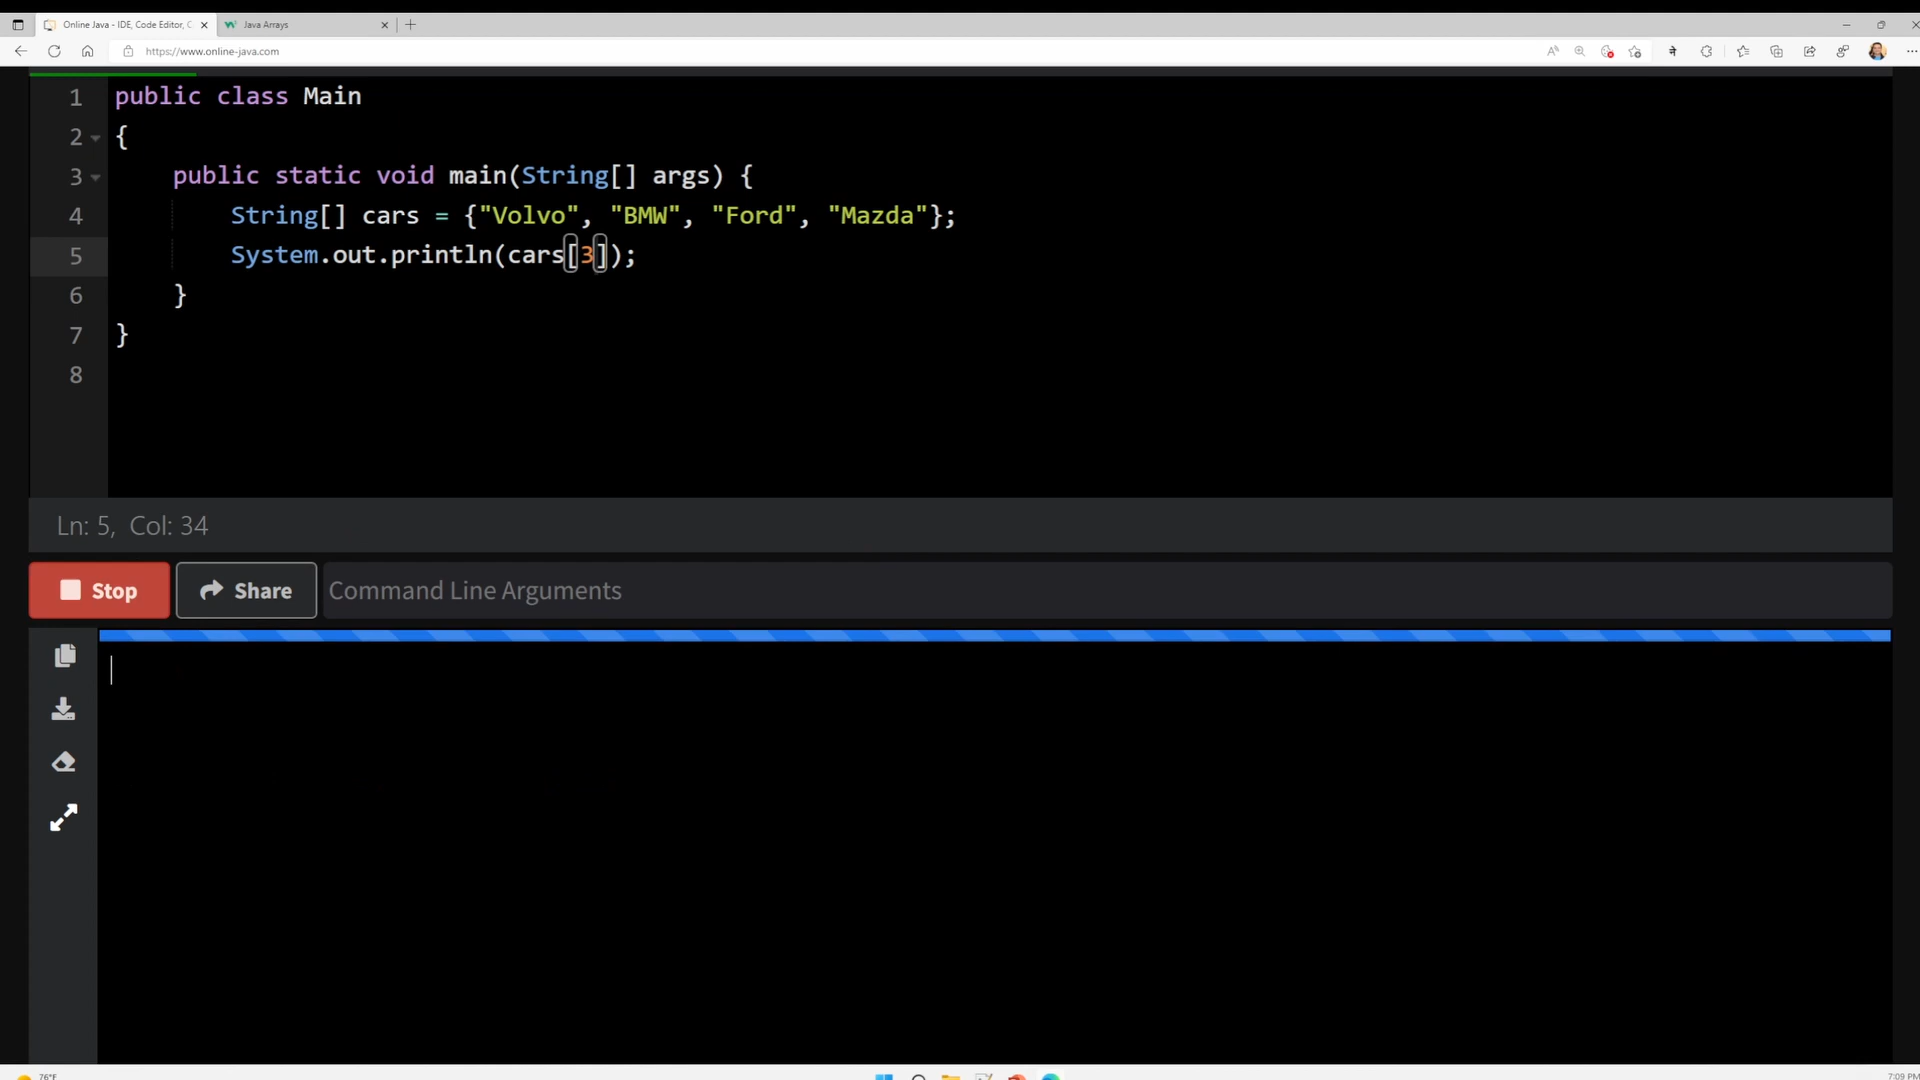 Online Java - IDE, Code Editor, C
Java Arrays
https://www.online-java.com
1 public class Main
2 {
3 public static void main(String[] args) {
4 String[] cars = {"Volvo", "BMW", "Ford", "Mazda"};
5 System.out.println(cars[3]);
6 }
7 }
8
Ln: 5, Col: 34
Stop
Share
Command Line Arguments
76°F
7:09 PM